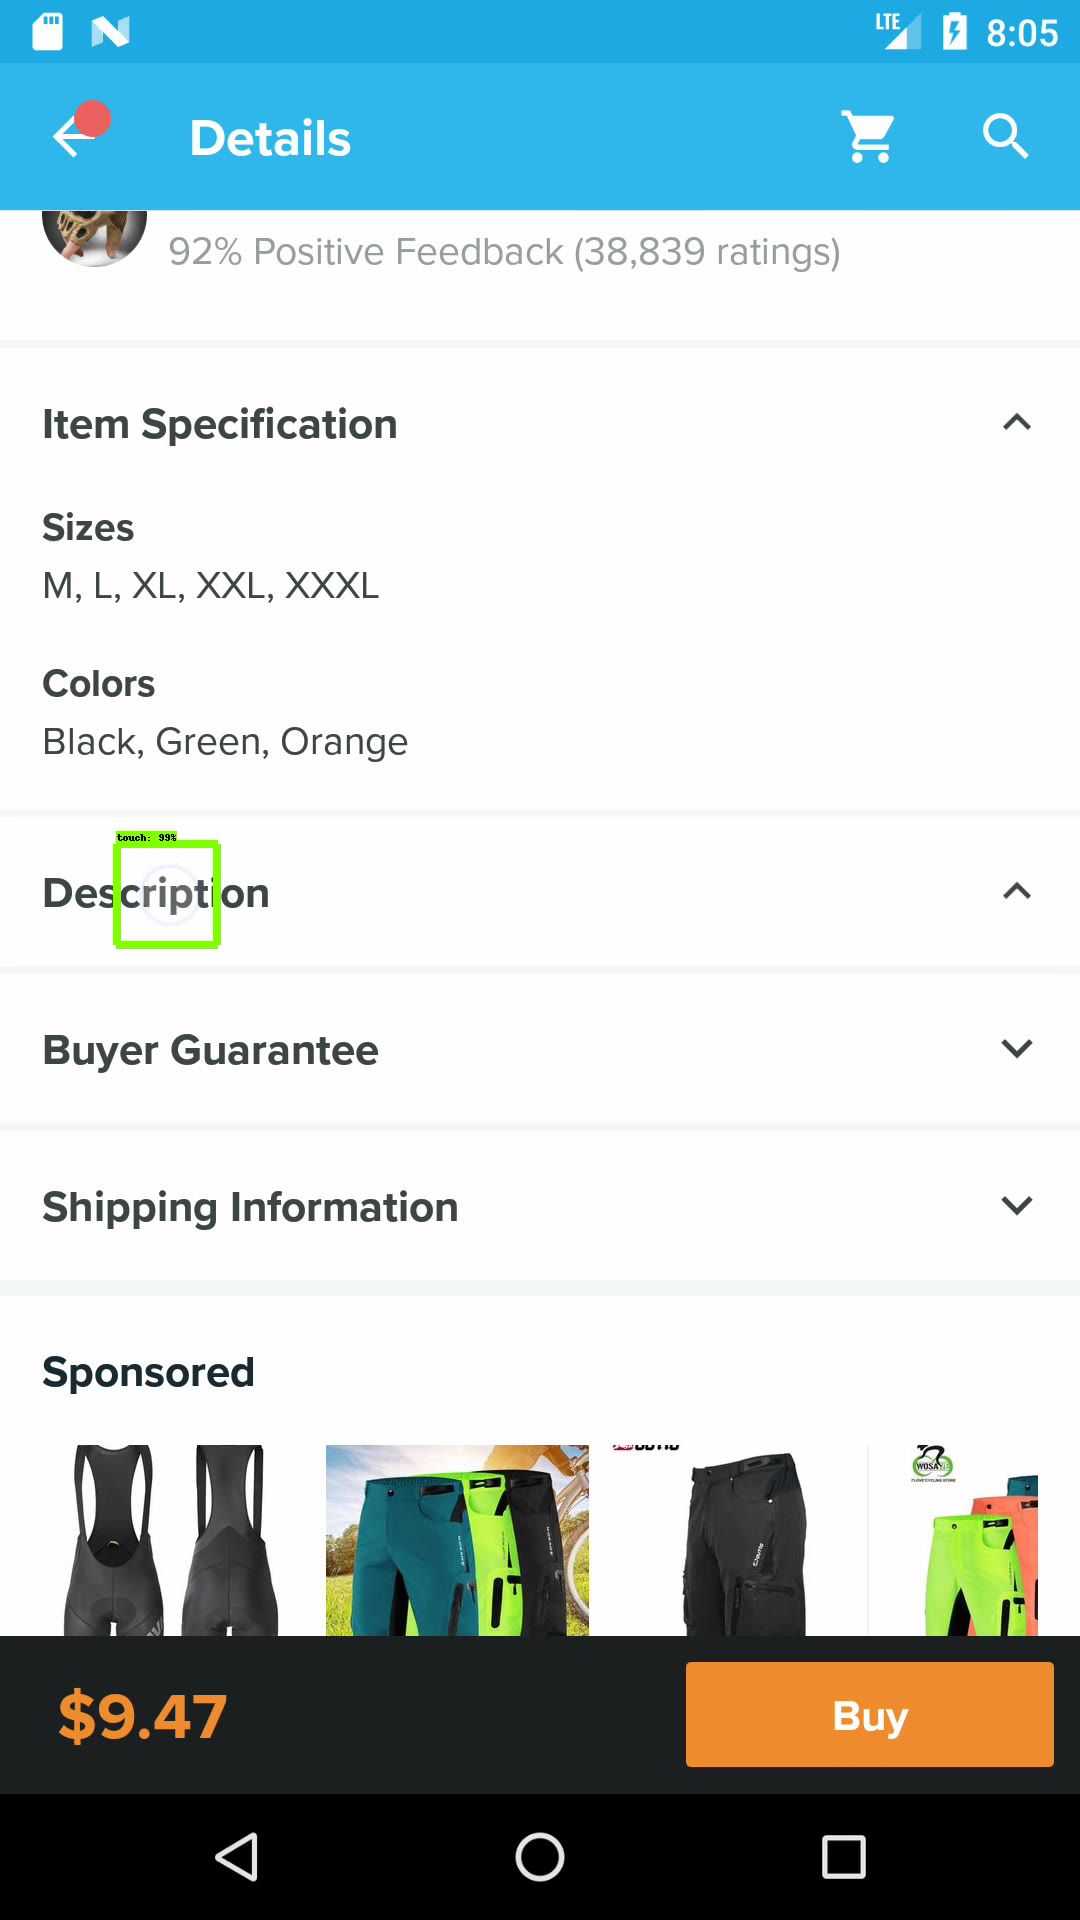 LTE 8:05
Details
92% Positive Feedback (38,839 ratings)
Item Specification
Sizes
M, L, XL, XXL, XXXL
Colors
Black, Green, Orange
touch: 99%
Description
Buyer Guarantee
Shipping Information
Sponsored
$9.47
Buy